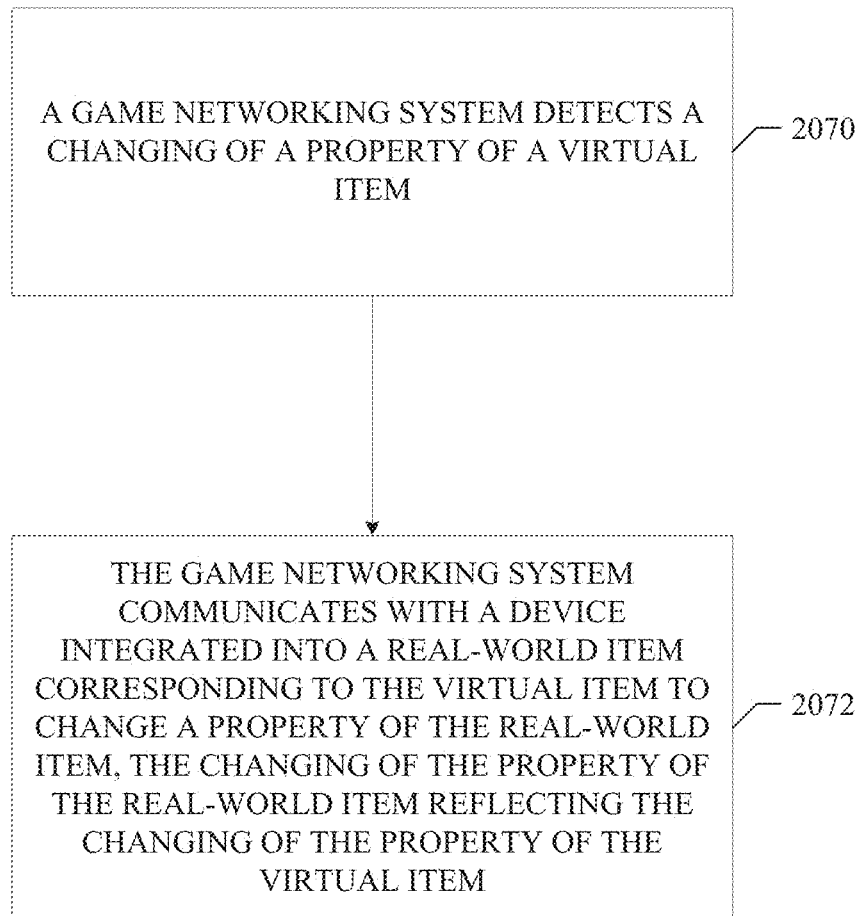 A GAME NETWORKING SYSTEM DETECTS A
CHANGING OF A PROPERTY OF A VIRTUAL
ITEM
2070
THE GAME NETWORKING SYSTEM
COMMUNICATES WITH A DEVICE
INTEGRATED INTO A REAL-WORLD ITEM
CORRESPONDING TO THE VIRTUAL ITEM TO
CHANGE A PROPERTY OF THE REAL-WORLD
ITEM, THE CHANGING OF THE PROPERTY OF
THE REAL-WORLD ITEM REFLECTING THE
CHANGING OF THE PROPERTY OF THE
VIRTUAL ITEM
2072